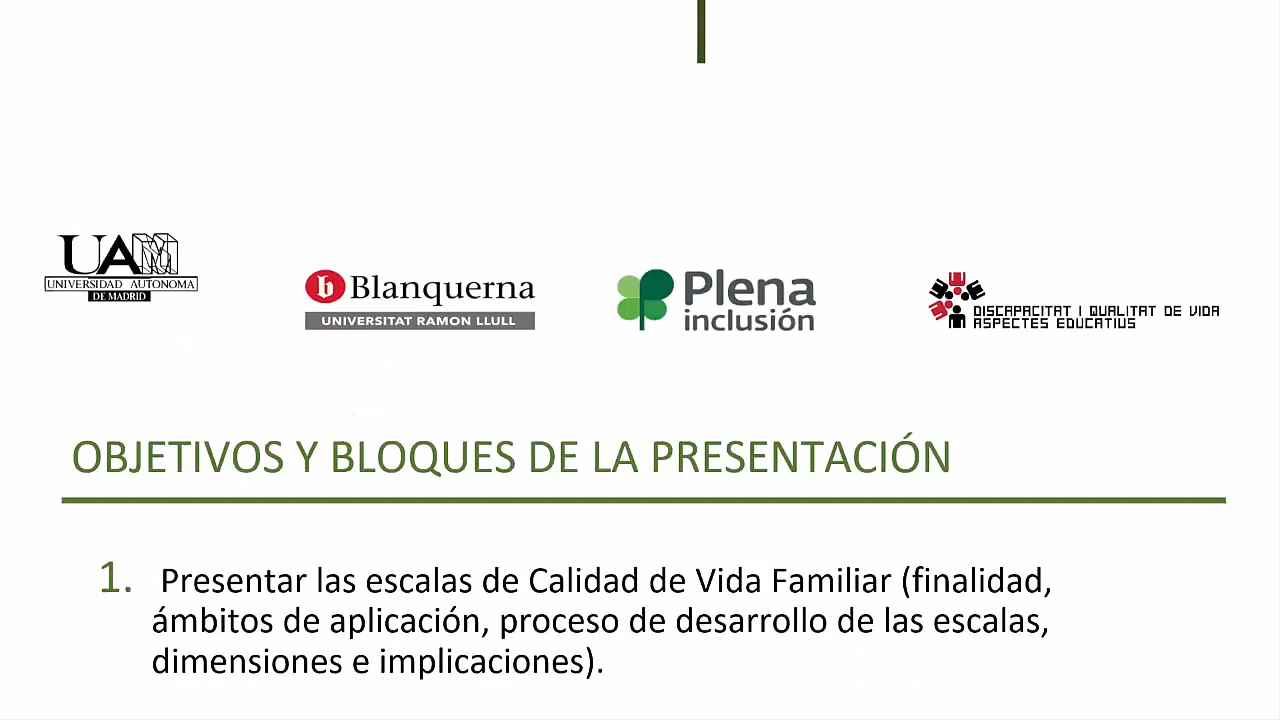 UAM
UNIVERSIDAD AUTONOMA
DE MADRID
b Blanquerna
UNIVERSITAT RAMON LLULL
Plena
inclusión
DISCAPACITAT I QUALITAT DE VIDA
ASPECTES EDUCATIUS
OBJETIVOS Y BLOQUES DE LA PRESENTACIÓN
1. Presentar las escalas de Calidad de Vida Familiar (finalidad,
ámbitos de aplicación, proceso de desarrollo de las escalas,
dimensiones e implicaciones).